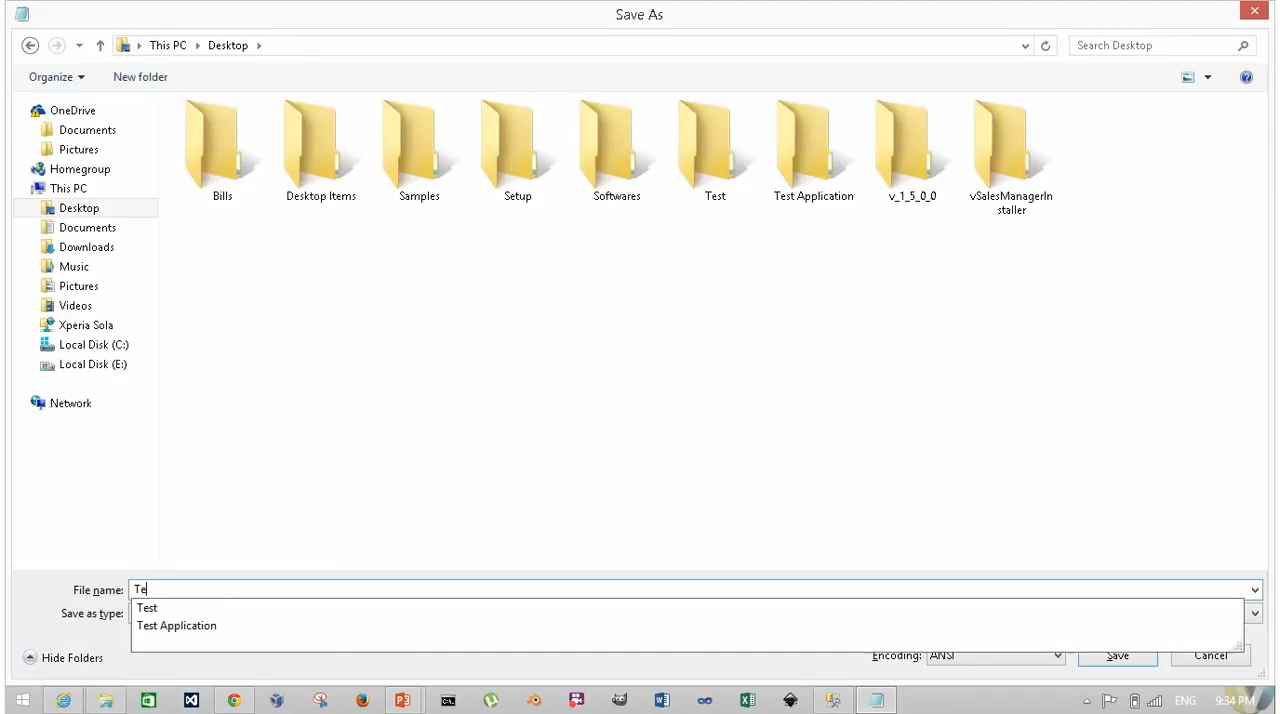 Save As
This PC
Desktop
Search Desktop
Organize
New folder
OneDrive
Documents
Pictures
Homegroup
This PC
Desktop
Documents
Downloads
Music
Pictures
Videos
Xperia Sola
Local Disk (C:)
Local Disk (E:)
Network
Bills
Desktop Items
Samples
Setup
Softwares
Test
Test Application
v_1_5_0_0
vSalesManagerIn
staller
File name:
Te
Save as type:
Test
Test Application
Hide Folders
Encoding:
ANSI
Save
Cancel
ENG
9:34 PM